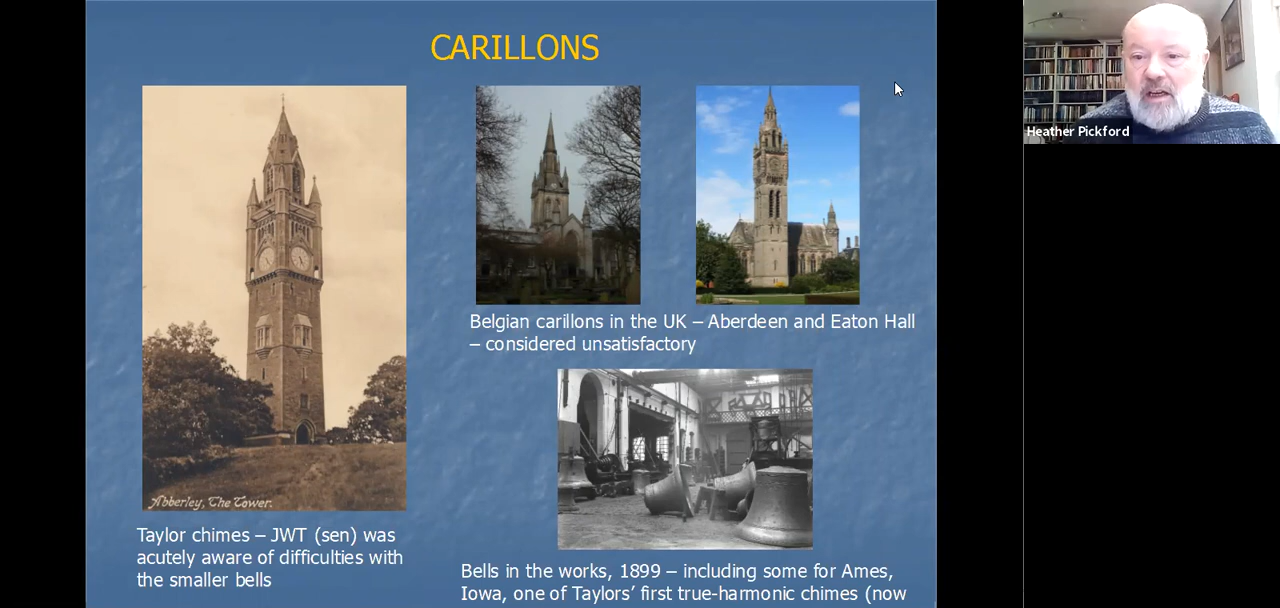 CARILLONS
Abberley, The Tower.
Taylor chimes – JWT (sen) was
acutely aware of difficulties with
the smaller bells
Belgian carillons in the UK – Aberdeen and Eaton Hall
– considered unsatisfactory
Bells in the works, 1899 – including some for Ames,
Iowa, one of Taylors’ first true-harmonic chimes (now
Heather Pickford